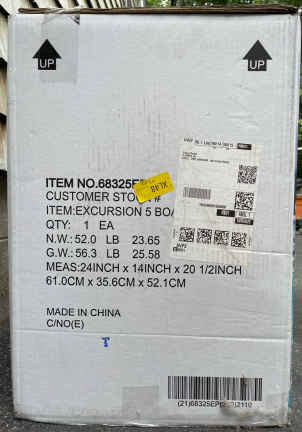 UP
UP
ITEM NO.68325E
XL48
CUSTOMER STO #
ITEM:EXCURSION 5 BOA
QTY: 1 EA
N.W.: 52.0 LB 23.65
G.W.: 56.3 LB 25.58
MEAS:24INCH x 14INCH x 20 1/2INCH
61.0CM x 35.6CM x 52.1CM
MADE IN CHINA
C/NO(E)